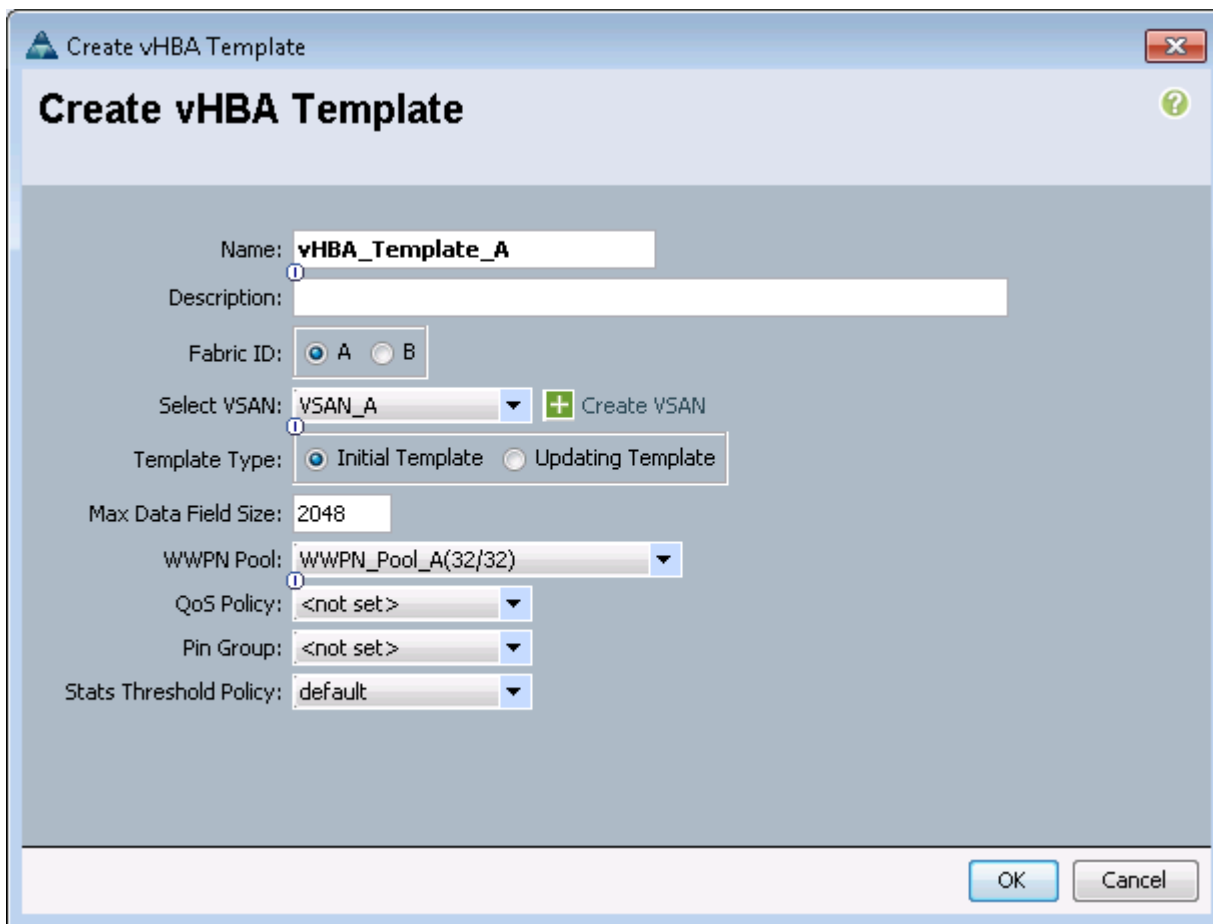 Create vHBA Template
Create vHBA Template
Name: vHBA_Template_A
Description:
Fabric ID: A B
Select VSAN: VSAN_A Create VSAN
Template Type: Initial Template Updating Template
Max Data Field Size: 2048
WWPN Pool: WWPN_Pool_A(32/32)
QoS Policy: <not set>
Pin Group: <not set>
Stats Threshold Policy: default
OK Cancel